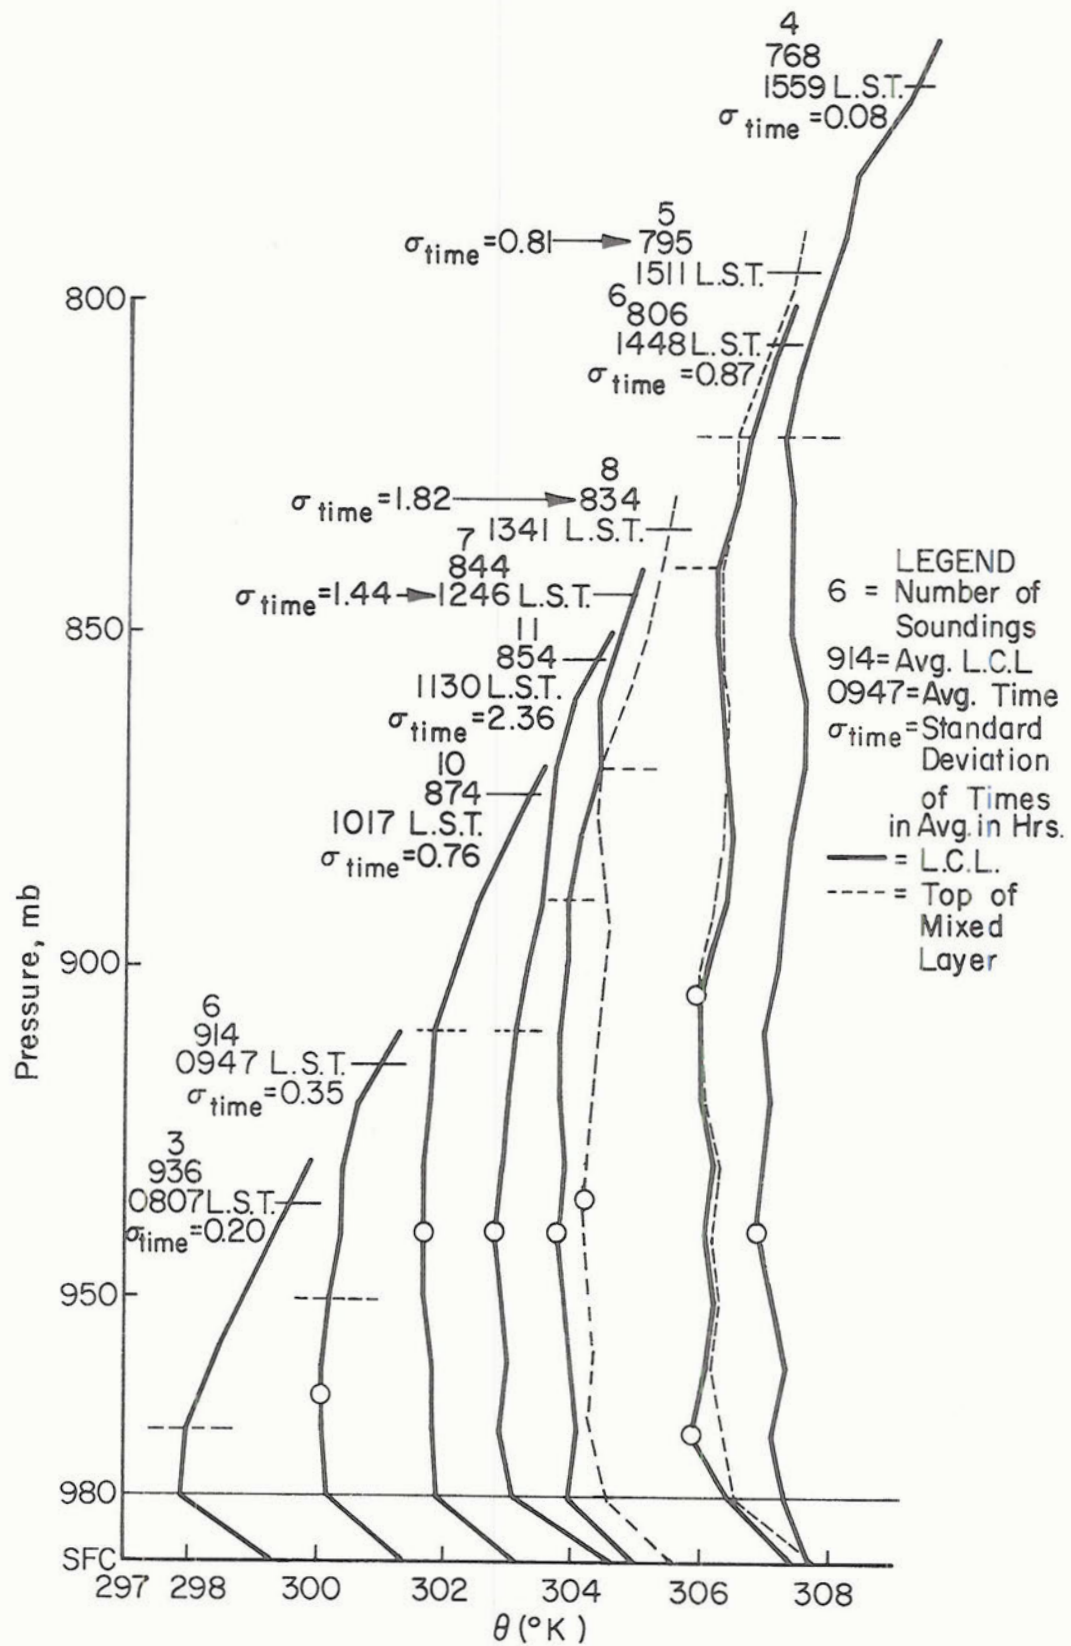 4
768
1559 L.S.T.
σ time =0.08
5
σ time =0.81 795
1511 L.S.T.
6
806
1448 L.S.T.
σ time =0.87
800
8
σ time =1.82 834
1341 L.S.T.
7
844
σ time =1.44 1246 L.S.T.
11
854
1130 L.S.T.
σ time =2.36
10
874
1017 L.S.T.
σ time =0.76
850
LEGEND
6 = Number of
Soundings
914= Avg. L.C.L
0947=Avg. Time
σ time =Standard
Deviation
of Times
in Avg. in Hrs.
= L.C.L.
= Top of
Mixed
Layer
Pressure, mb
900
6
914
0947 L.S.T.
σ time =0.35
3
936
0807 L.S.T.
σ time =0.20
950
980
SFC
297 298 300 302 304 306 308
θ (°K)